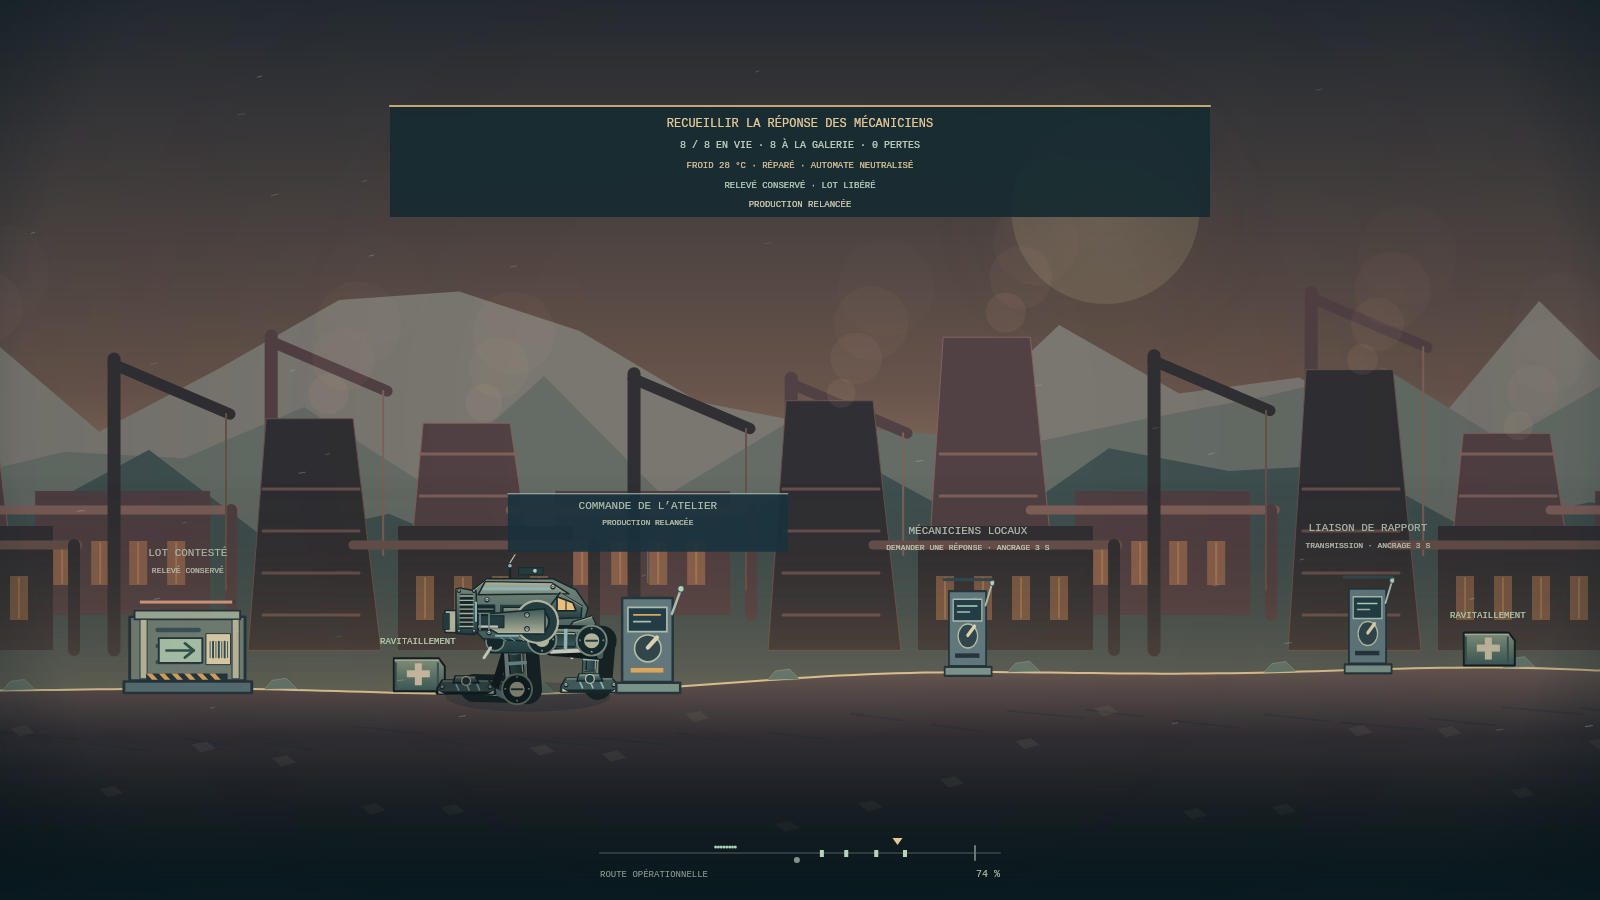 RECUEILLIR LA RÉPONSE DES MÉCANICIENS
8 / 8 EN VIE · 8 À LA GALERIE · 0 PERTES
FROID 28 °C · RÉPARÉ · AUTOMATE NEUTRALISÉ
RELEVÉ CONSERVÉ · LOT LIBÉRÉ
PRODUCTION RELANCÉE
COMMANDE DE L’ATELIER
PRODUCTION RELANCÉE
MÉCANICIENS LOCAUX
DEMANDER UNE RÉPONSE · ANCRAGE 3 S
LIAISON DE RAPPORT
TRANSMISSION · ANCRAGE 3 S
LOT CONTESTÉ
RELEVÉ CONSERVÉ
RAVITAILLEMENT
RAVITAILLEMENT
ROUTE OPÉRATIONNELLE
74 %